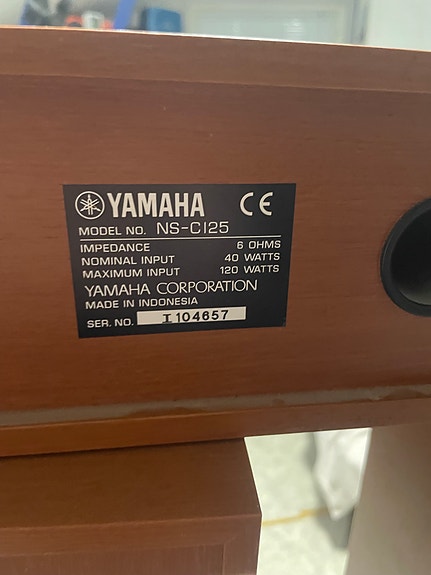 YAMAHA CE
MODEL NO. NS-C125
IMPEDANCE 6 OHMS
NOMINAL INPUT 40 WATTS
MAXIMUM INPUT 120 WATTS
YAMAHA CORPORATION
MADE IN INDONESIA
SER. NO. I104657